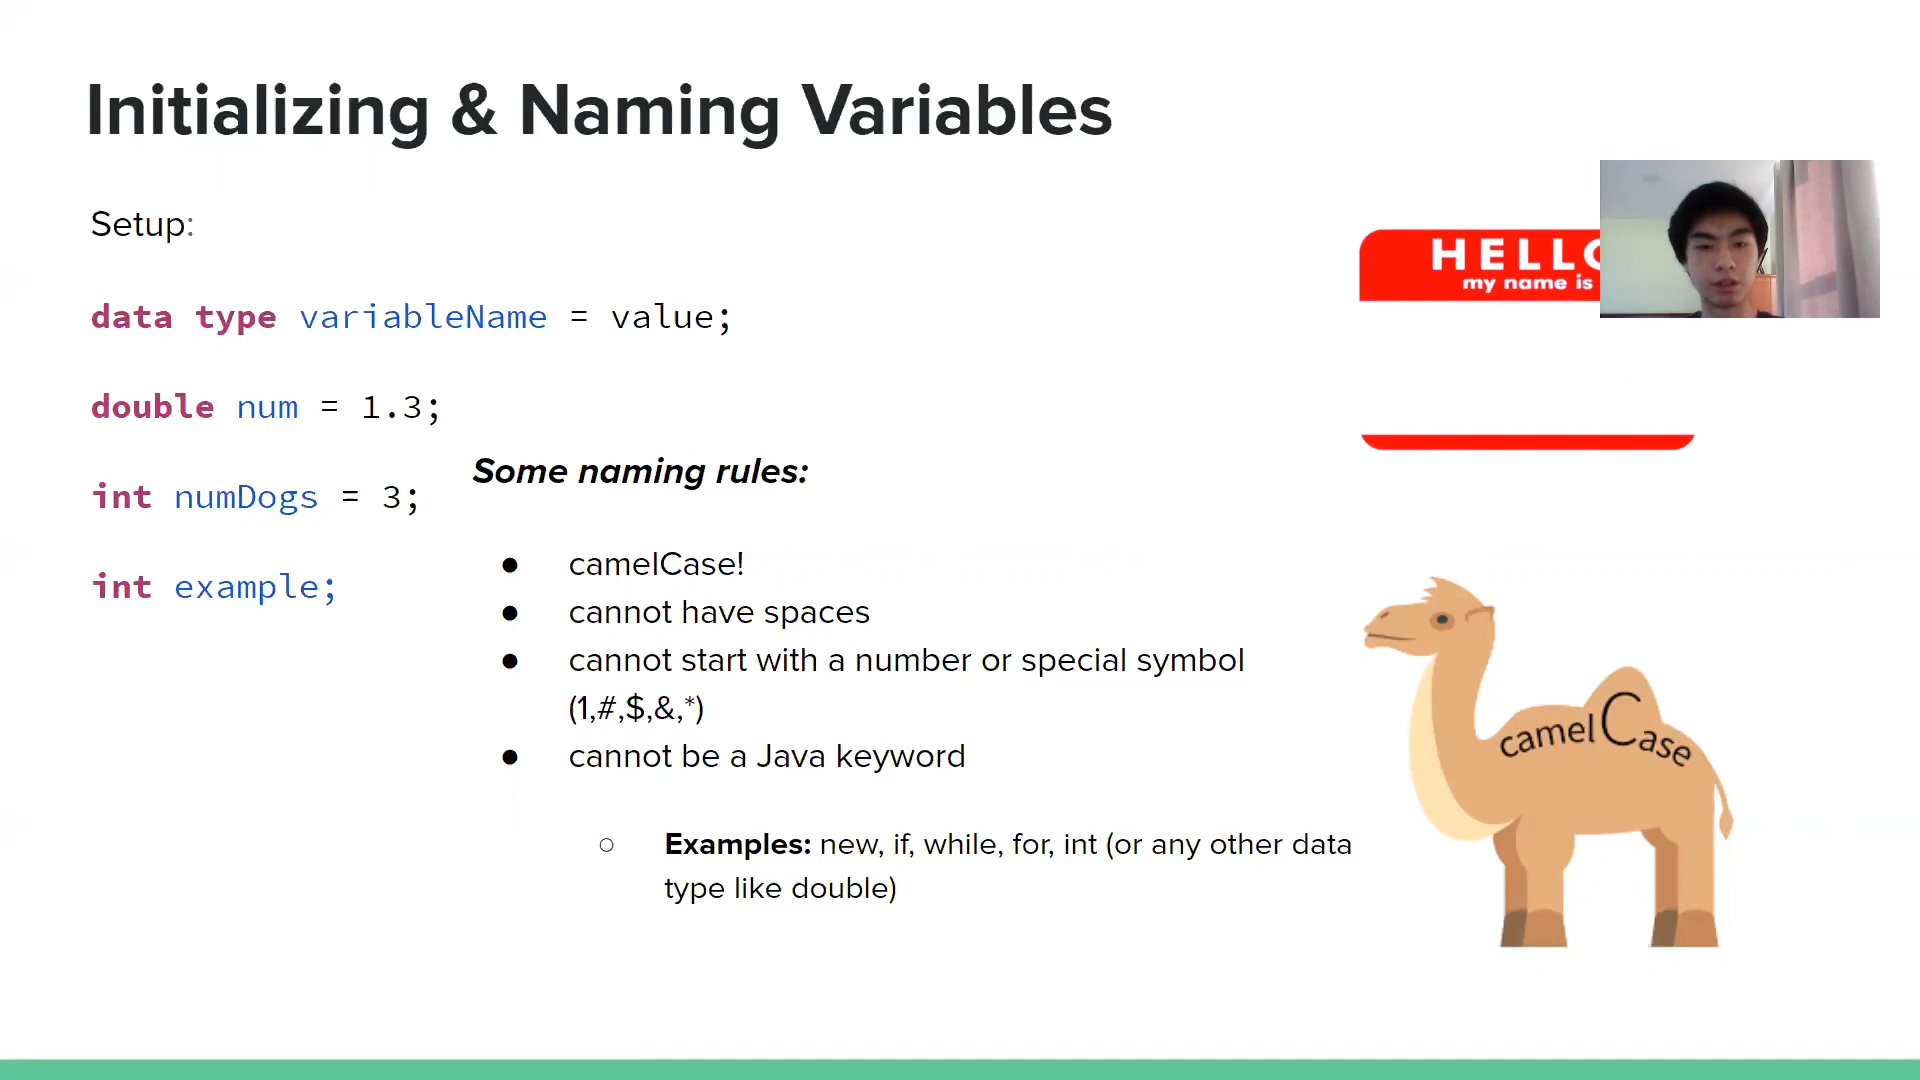 Initializing & Naming Variables
Setup:
data type variableName = value;
double num = 1.3;
int numDogs = 3;
int example;
Some naming rules:
● camelCase!
● cannot have spaces
● cannot start with a number or special symbol
(1,#,$,&,*)
● cannot be a Java keyword
○ Examples: new, if, while, for, int (or any other data
type like double)
HELLO
my name is
camelCase